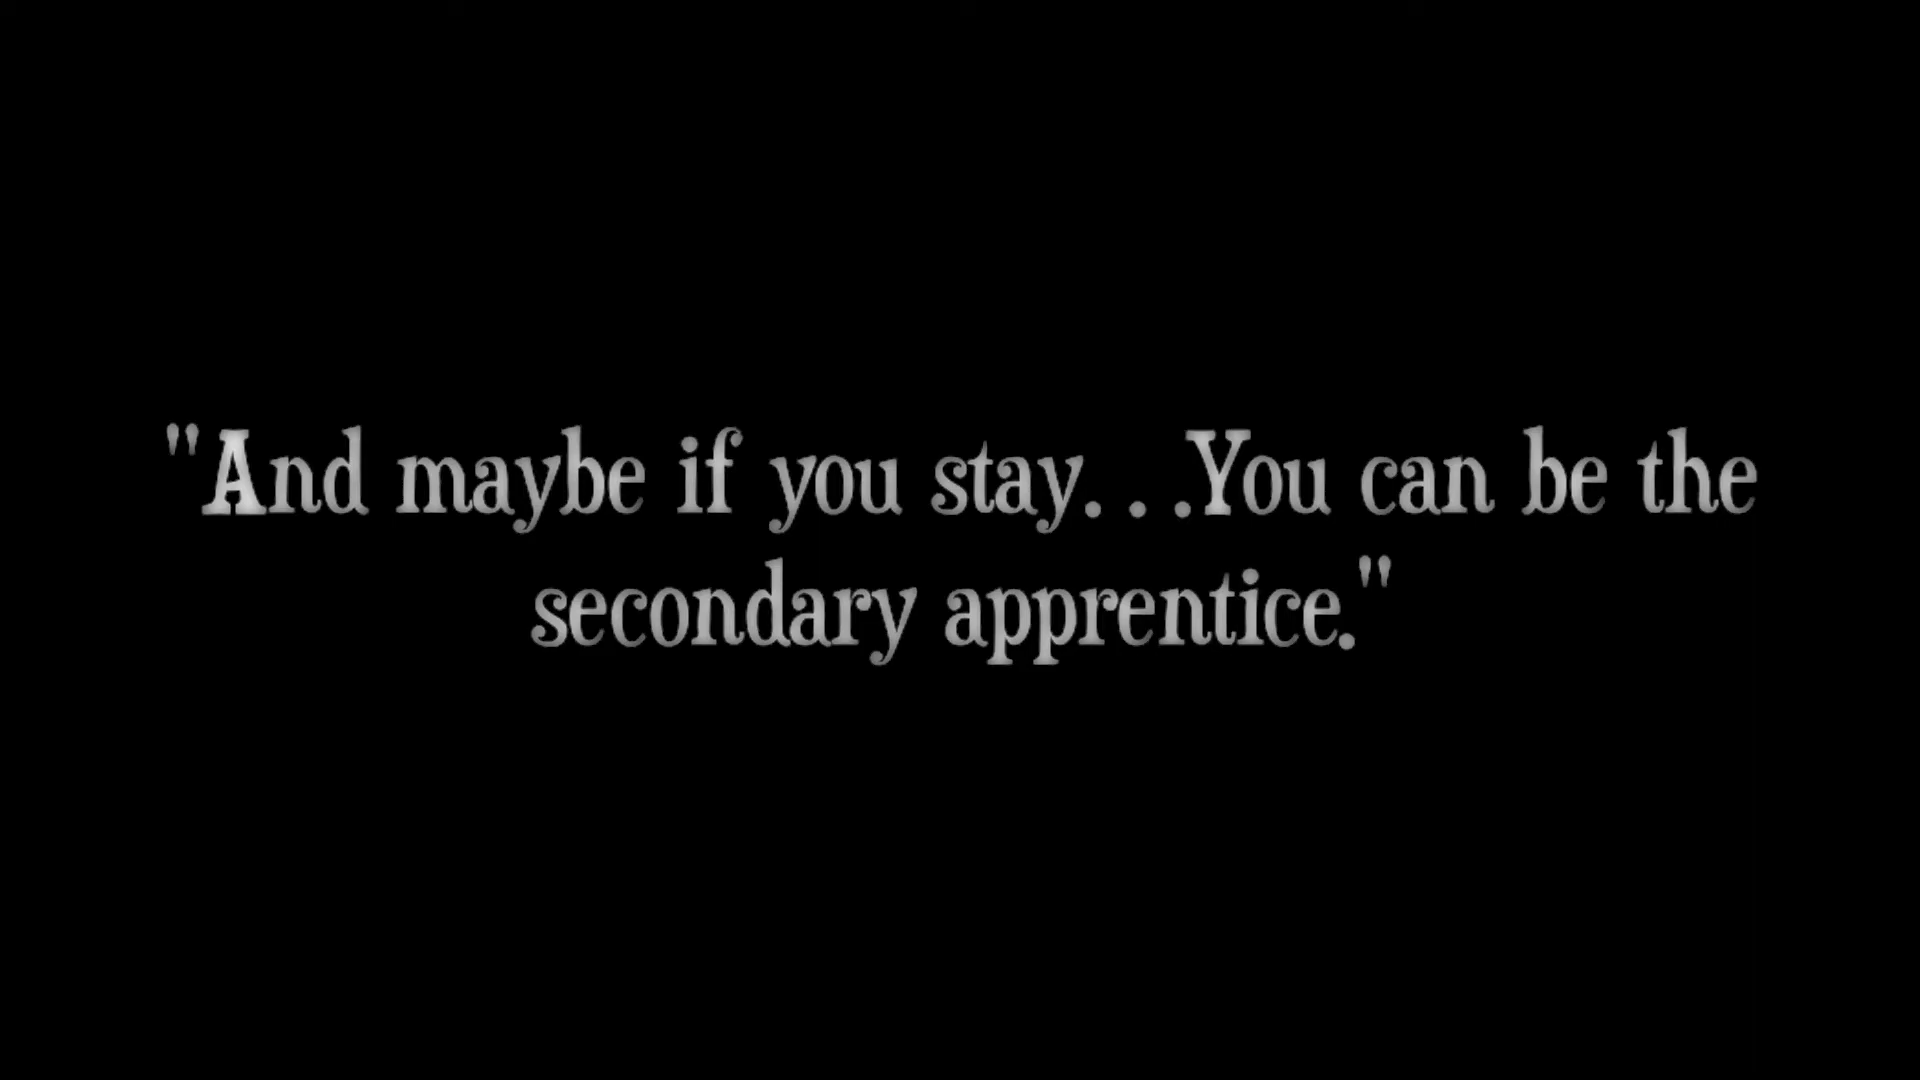 "And maybe if you stay. . .You can be the
secondary apprentice."